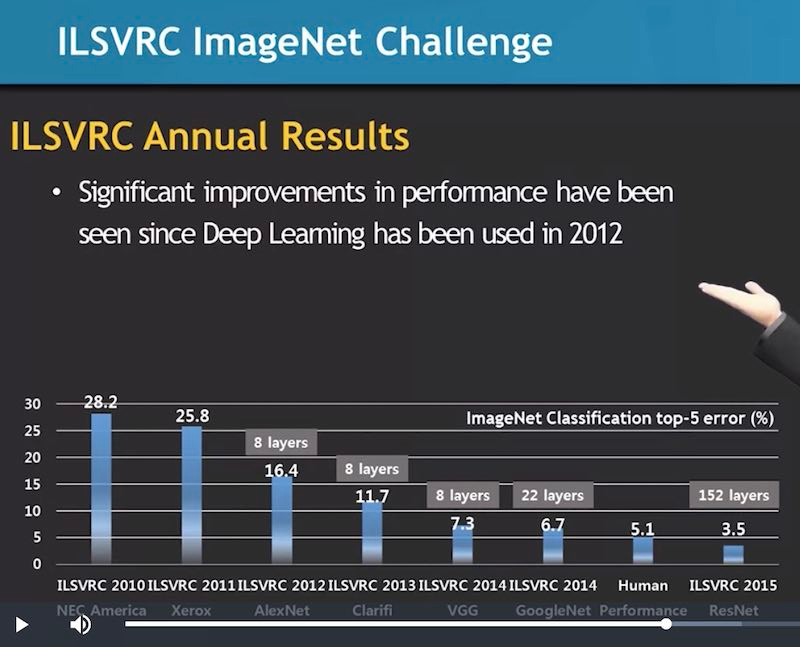 ILSVRC ImageNet Challenge
ILSVRC Annual Results
• Significant improvements in performance have been
seen since Deep Learning has been used in 2012
ImageNet Classification top-5 error (%)
30
25
20
15
10
5
0
28.2
25.8
16.4
11.7
7.3
6.7
5.1
3.5
8 layers
8 layers
8 layers
22 layers
152 layers
ILSVRC 2010 ILSVRC 2011 ILSVRC 2012 ILSVRC 2013 ILSVRC 2014 ILSVRC 2014 Human ILSVRC 2015
NEC America Xerox AlexNet Clarifi VGG GoogleNet Performance ResNet